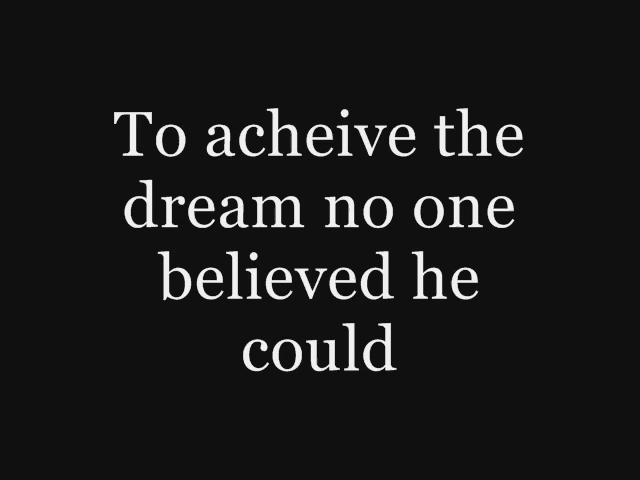 To acheive the
dream no one
believed he
could